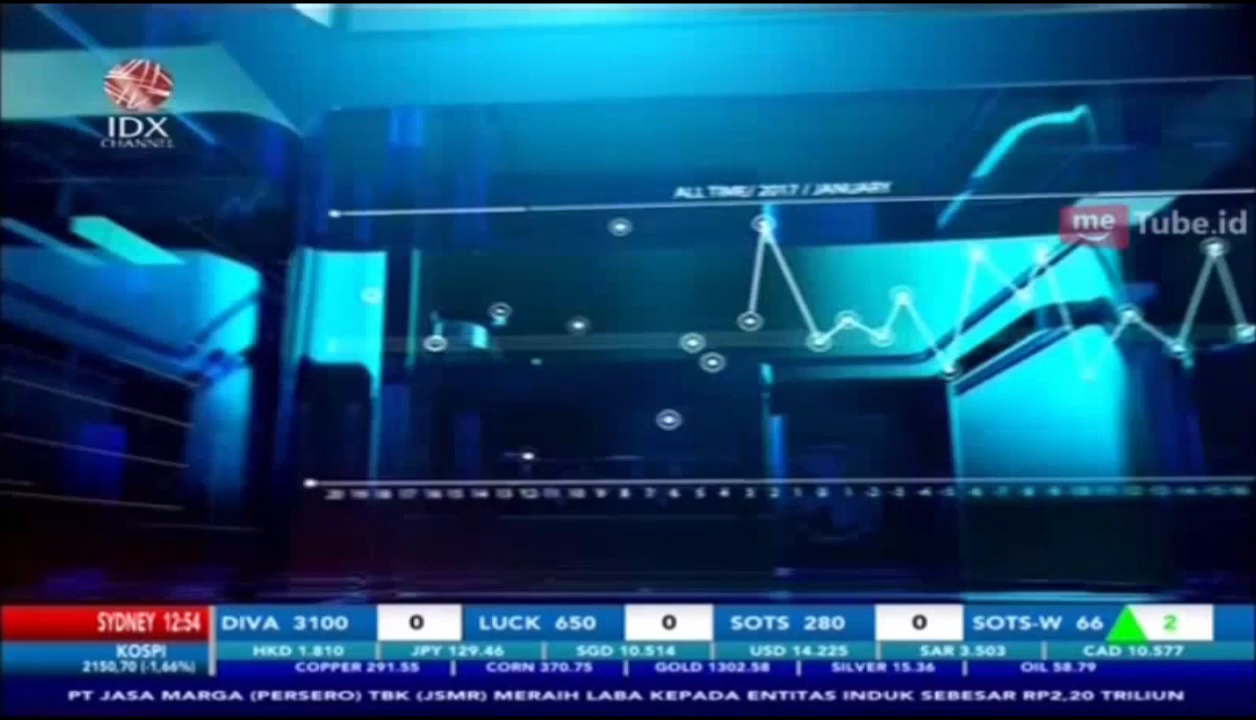 IDX
CHANNEL
ALL TIME/ 2017 / JANUARY
me Tube.id
SYDNEY 12:54 DIVA 3100 0 LUCK 650 0 SOTS 280 0 SOTS-W 66 2
KOSPI HKD 1.810 JPY 129.46 SGD 10.514 USD 14.225 SAR 3.503 CAD 10.577
2150,70 (-1,66%) COPPER 291.55 CORN 370.75 GOLD 1302.58 SILVER 15.36 OIL 58.79
PT JASA MARGA (PERSERO) TBK (JSMR) MERAIH LABA KEPADA ENTITAS INDUK SEBESAR RP2,20 TRILIUN